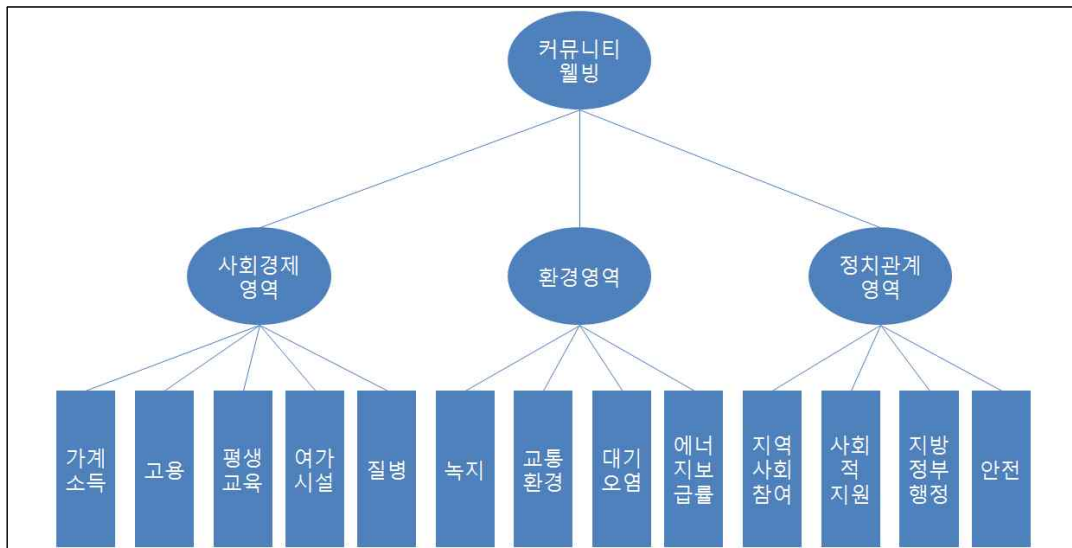 커뮤니티
웰빙
사회경제
영역
환경영역
정치관계
영역
가계
소득
고용
평생
교육
여가
시설
질병
녹지
교통
환경
대기
오염
에너
지보
급률
지역
사회
참여
사회
적
지원
지방
정부
행정
안전